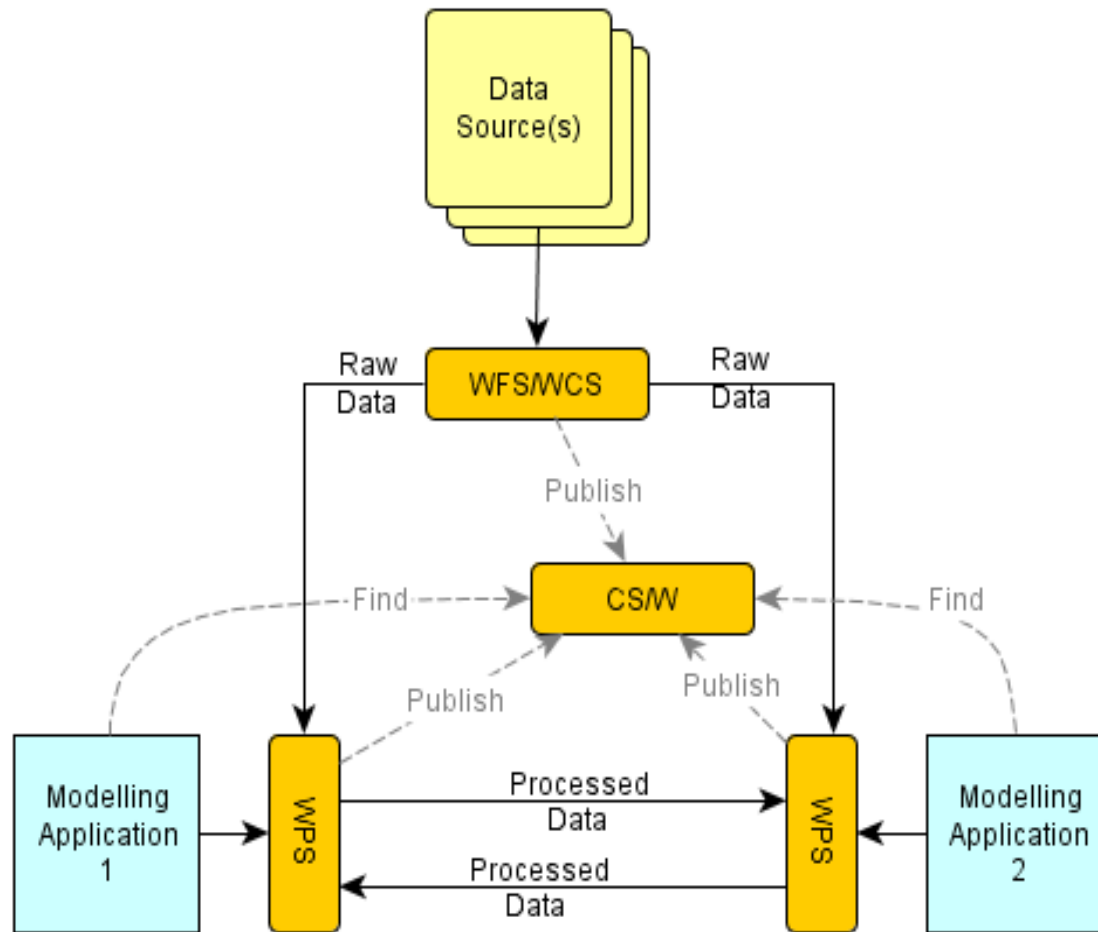 Data
Source(s)
Raw
Data
WFS/WCS
Raw
Data
Publish
Find
CS/W
Find
Publish
Publish
Modelling
Application
1
WPS
Processed
Data
Processed
Data
WPS
Modelling
Application
2